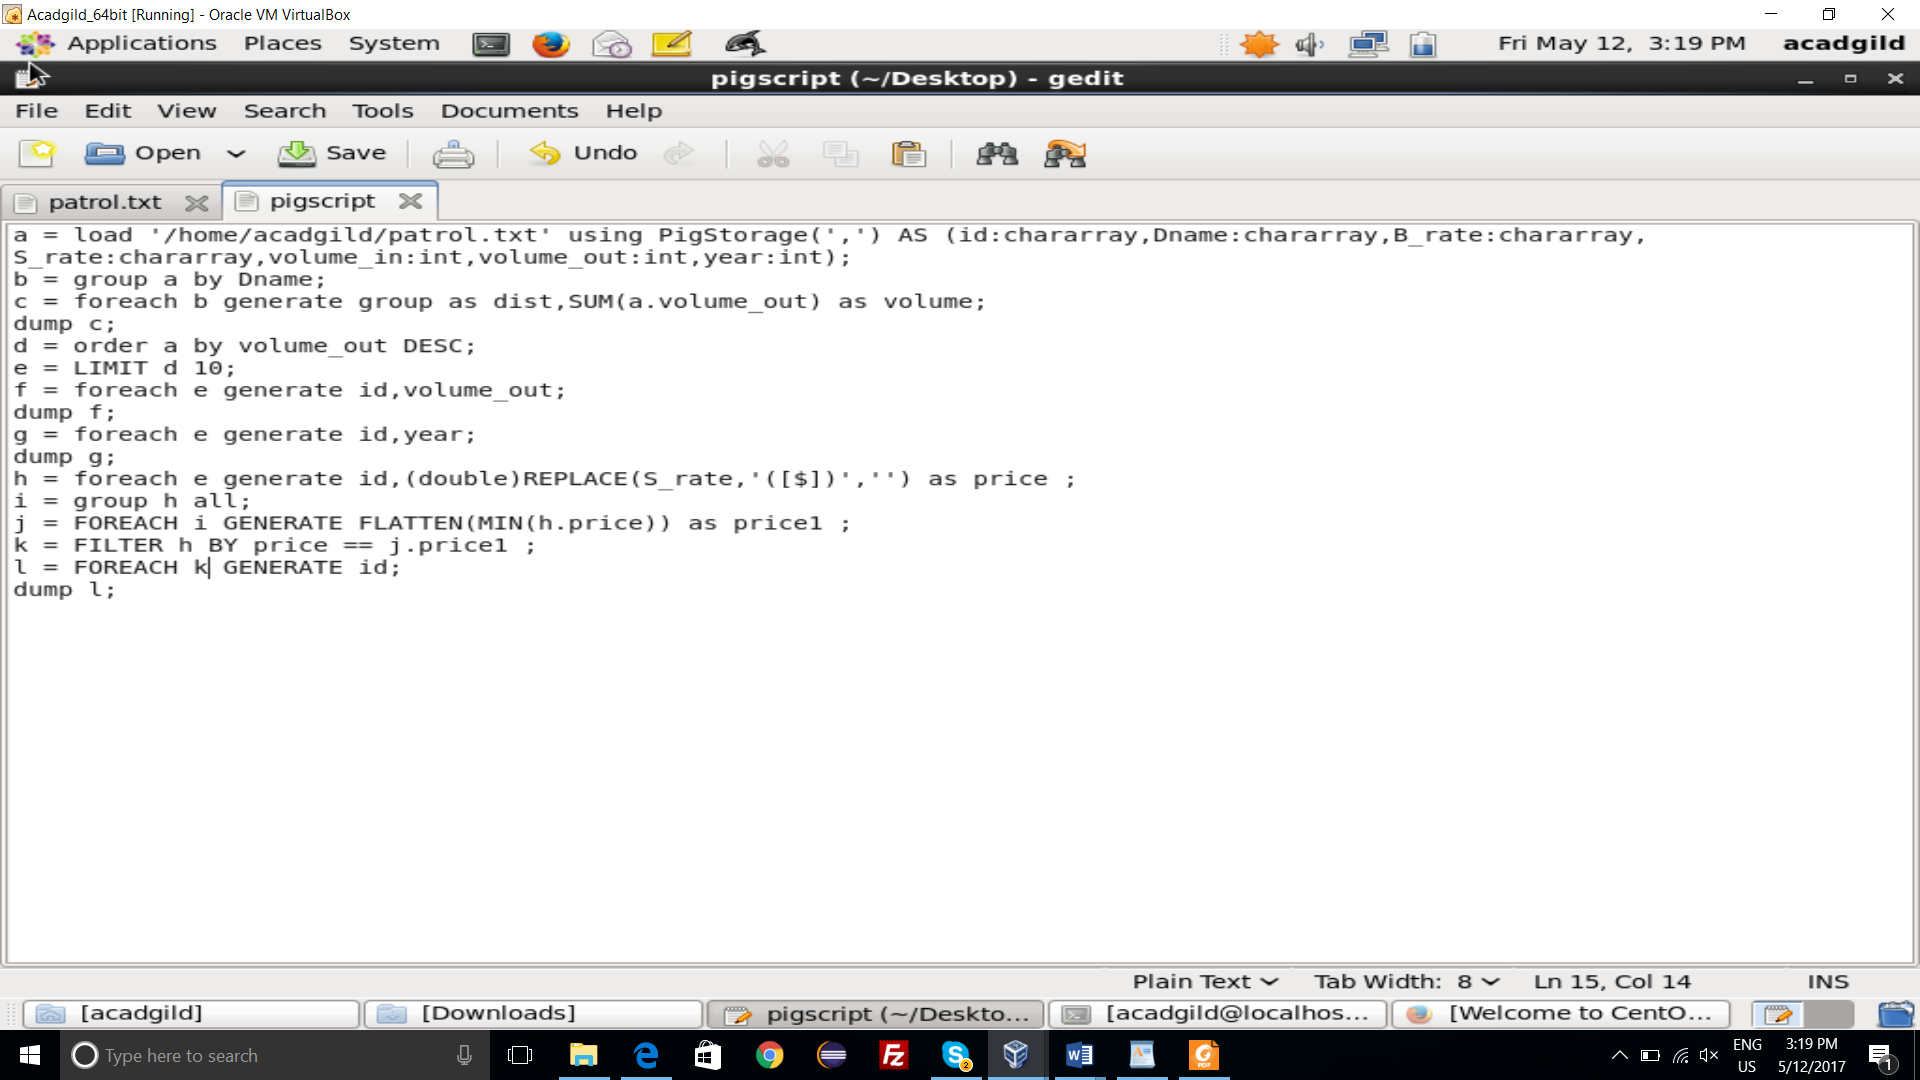 Acadgild_64bit [Running] - Oracle VM VirtualBox
Applications Places System Fri May 12, 3:19 PM acadgild
pigscript (~/Desktop) - gedit
File Edit View Search Tools Documents Help
Open Save Undo
patrol.txt pigscript
a = load '/home/acadgild/patrol.txt' using PigStorage(',') AS (id:chararray,Dname:chararray,B_rate:chararray,
S_rate:chararray,volume_in:int,volume_out:int,year:int);
b = group a by Dname;
c = foreach b generate group as dist,SUM(a.volume_out) as volume;
dump c;
d = order a by volume_out DESC;
e = LIMIT d 10;
f = foreach e generate id,volume_out;
dump f;
g = foreach e generate id,year;
dump g;
h = foreach e generate id,(double)REPLACE(S_rate,'([$])','') as price ;
i = group h all;
j = FOREACH i GENERATE FLATTEN(MIN(h.price)) as price1 ;
k = FILTER h BY price == j.price1 ;
l = FOREACH k GENERATE id;
dump l;
Plain Text Tab Width: 8 Ln 15, Col 14 INS
[acadgild] [Downloads] pigscript (~/Deskto... [acadgild@localhos... [Welcome to CentO...
Type here to search ENG 3:19 PM
US 5/12/2017 1